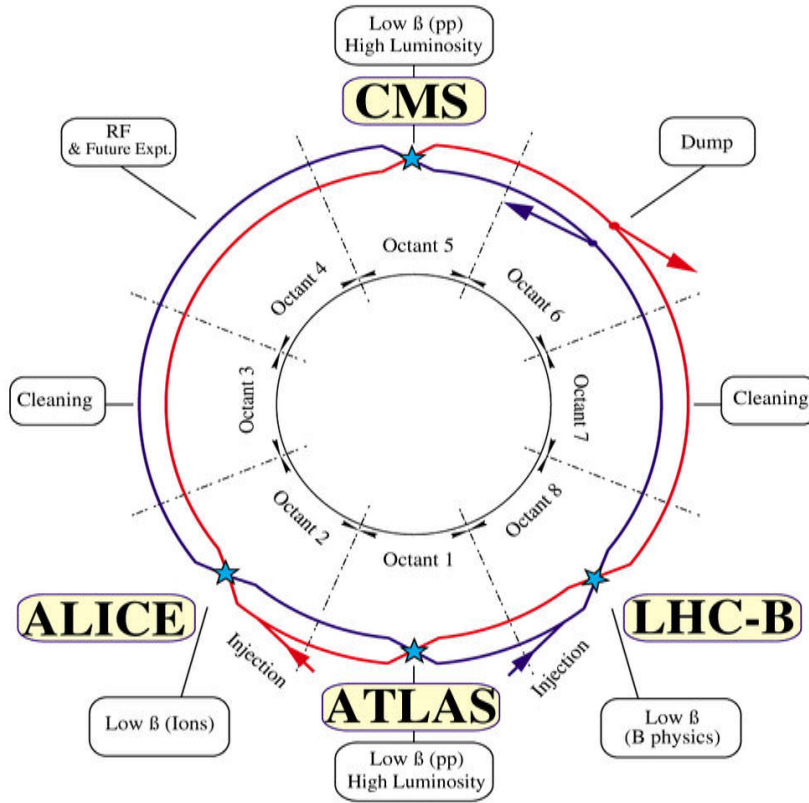 Low ß (pp)
High Luminosity
CMS
RF
& Future Expt.
Dump
Octant 5
Octant 4
Octant 6
Cleaning
Octant 3
Octant 7
Cleaning
Octant 2
Octant 8
Octant 1
ALICE
LHC-B
Injection
Injection
ATLAS
Low ß (Ions)
Low ß
(B physics)
Low ß (pp)
High Luminosity